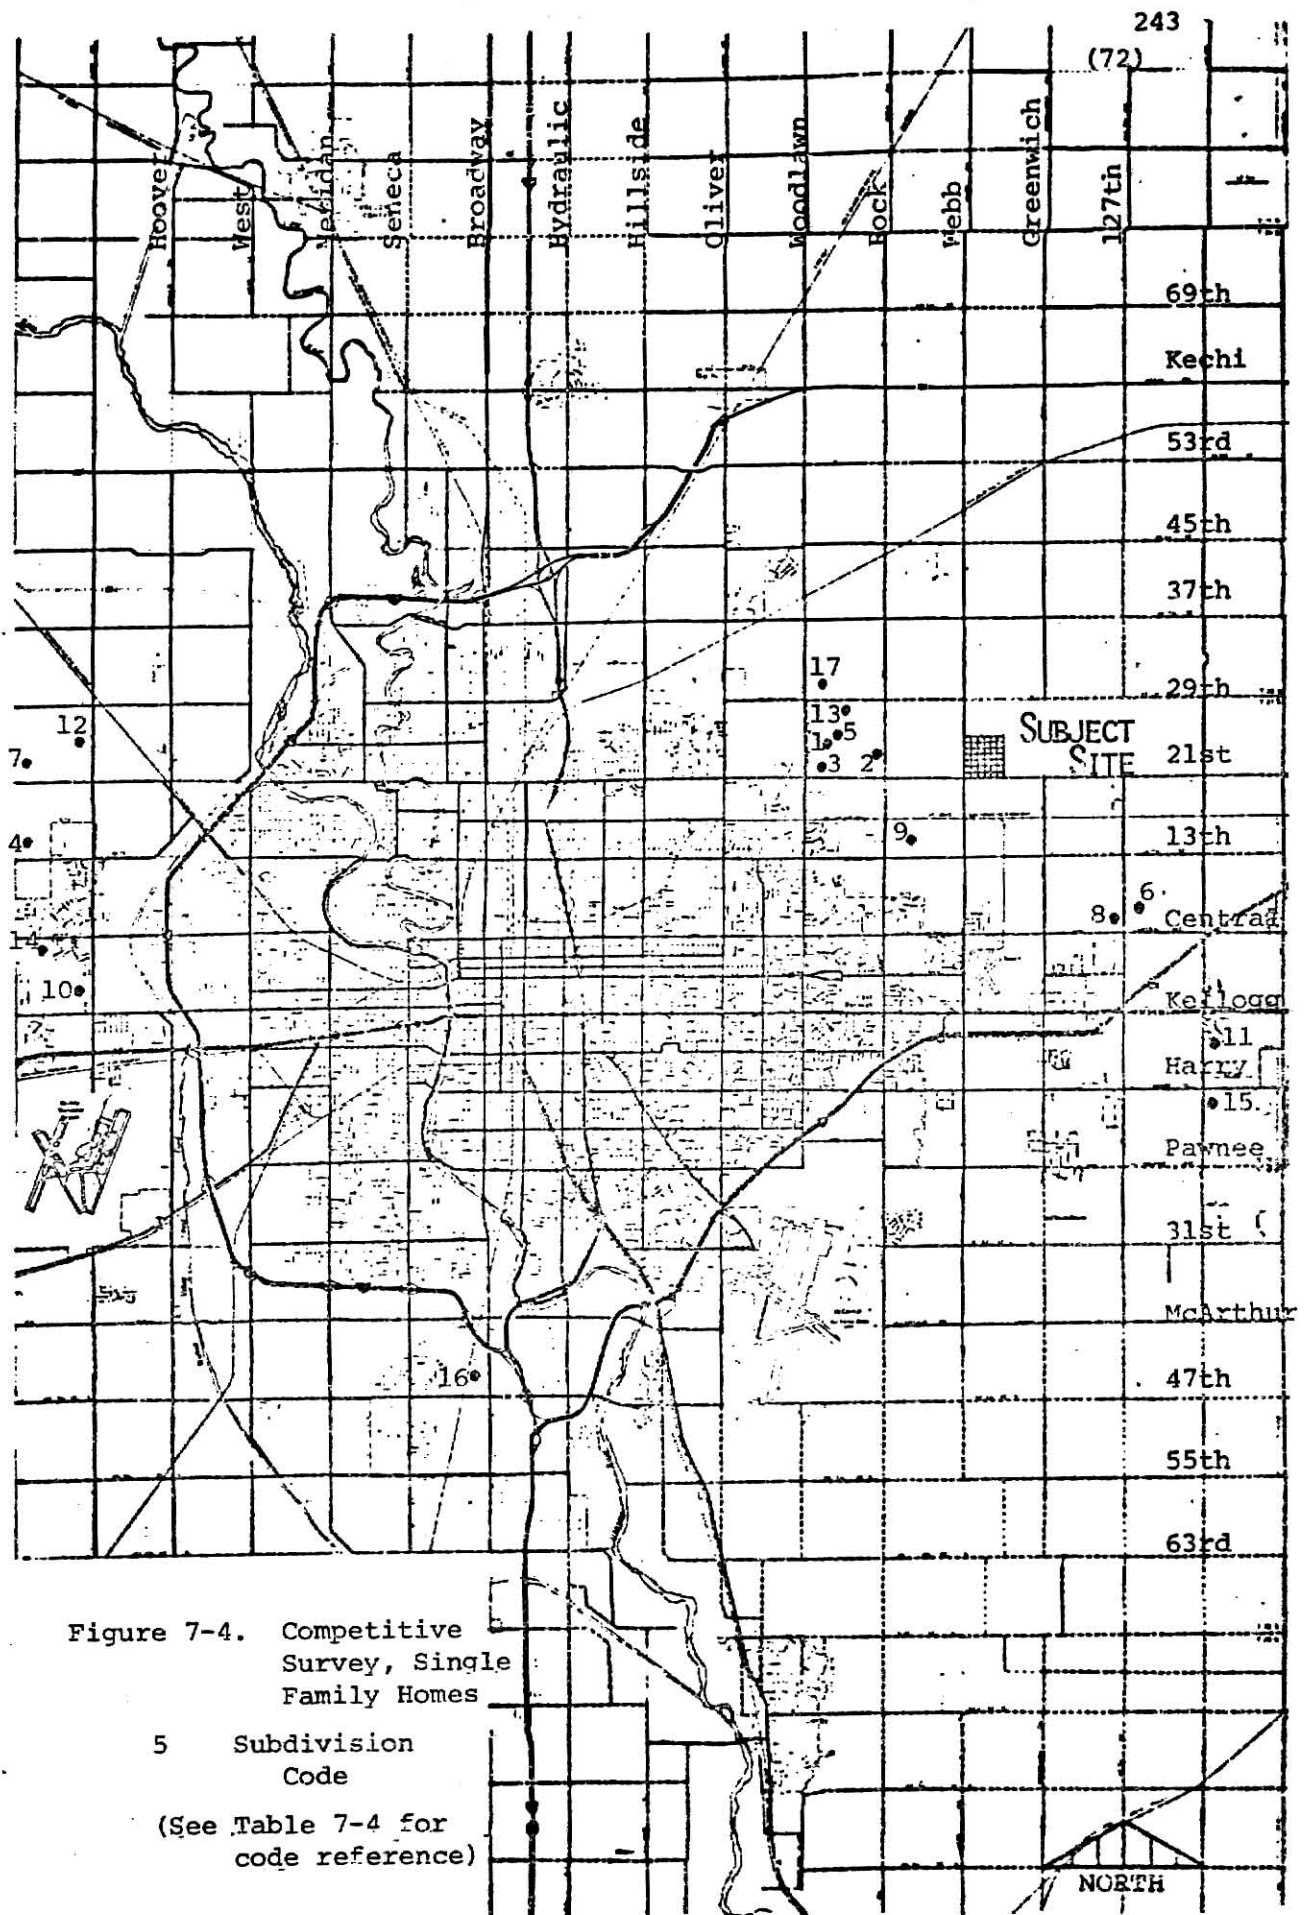 243
(72)
Hoover
West
Meridan
Seneca
Broadway
Hydraulic
Hillside
Oliver
Woodlawn
Rock
Webb
Greenwich
127th
69th
Kechi
53rd
45th
37th
17
29th
13
12
5
SUBJECT
SITE
1
7
3
2
21st
4
9
13th
6
8
Central
14
10
Kellogg
11
Harry
15
Pawnee
31st
McArthur
16
47th
55th
63rd
Figure 7-4. Competitive
Survey, Single
Family Homes
5 Subdivision
Code
(See Table 7-4 for
code reference)
NORTH